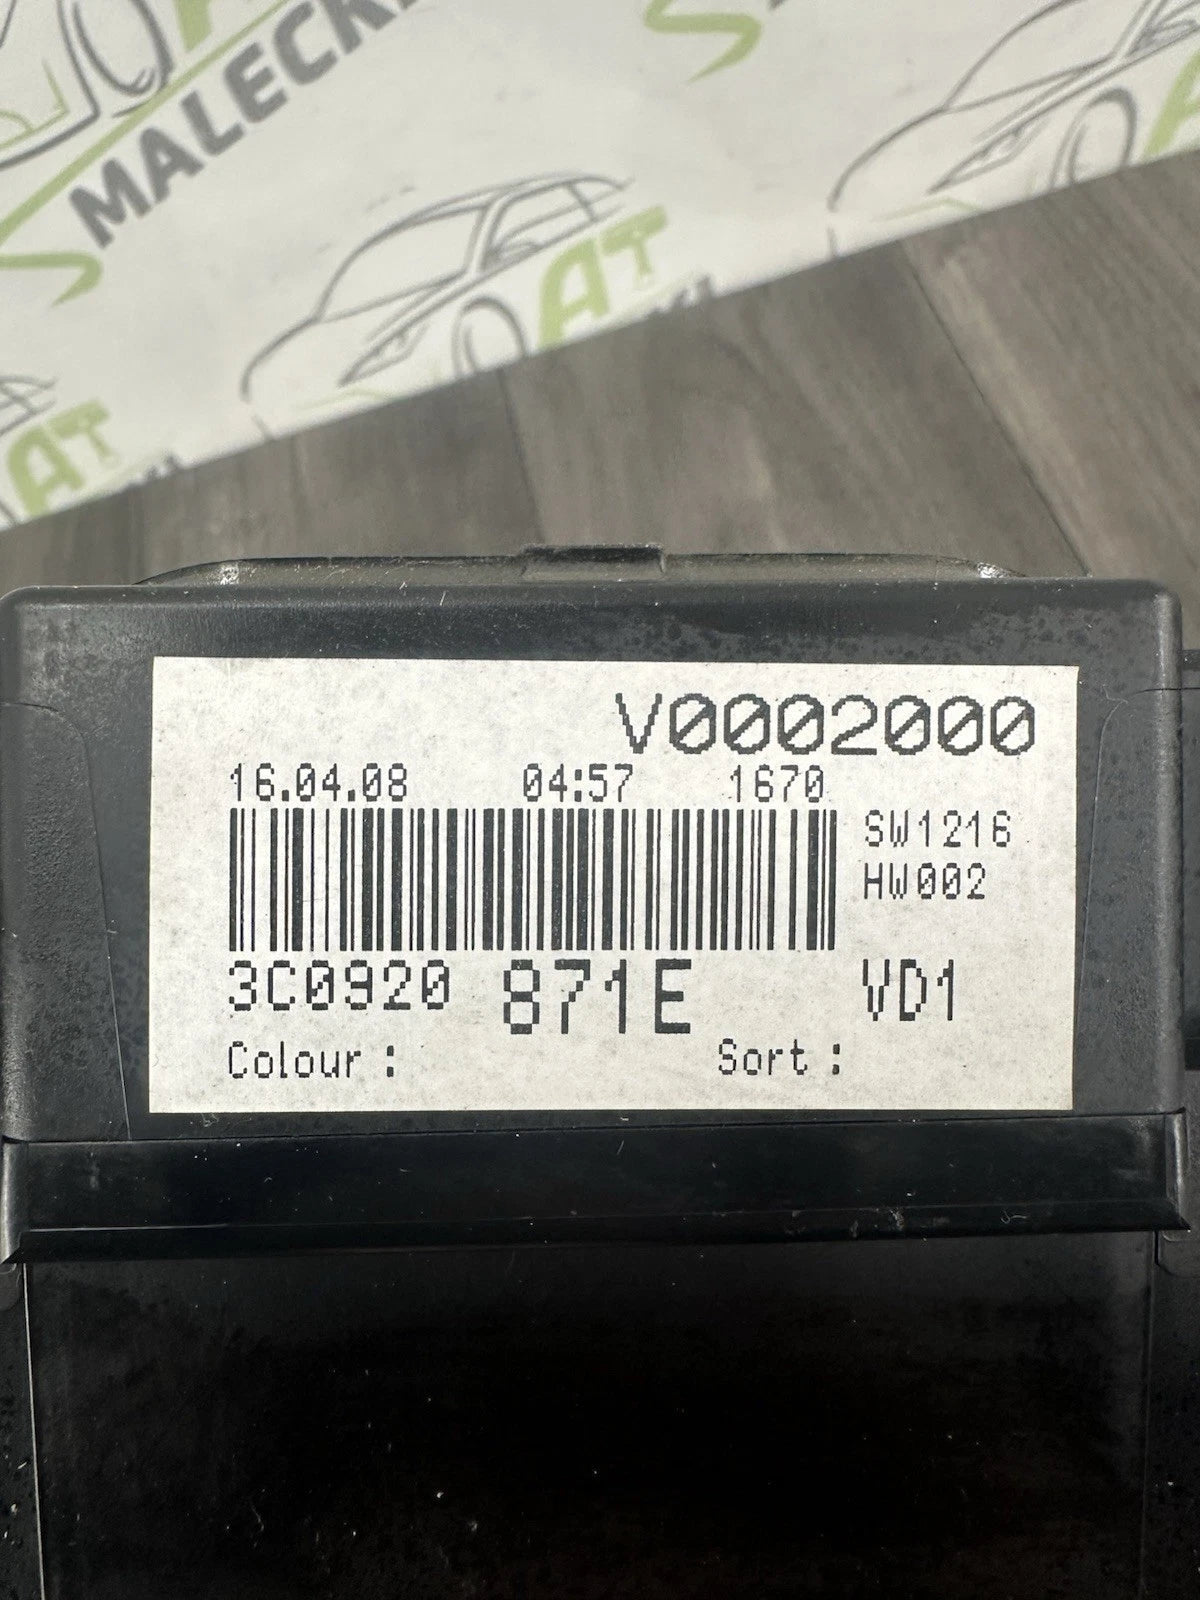 MALECKI
AT
AT
V0002000
16.04.08 04:57 1670
SW1216
HW002
3C0920 871E VD1
Colour : Sort :